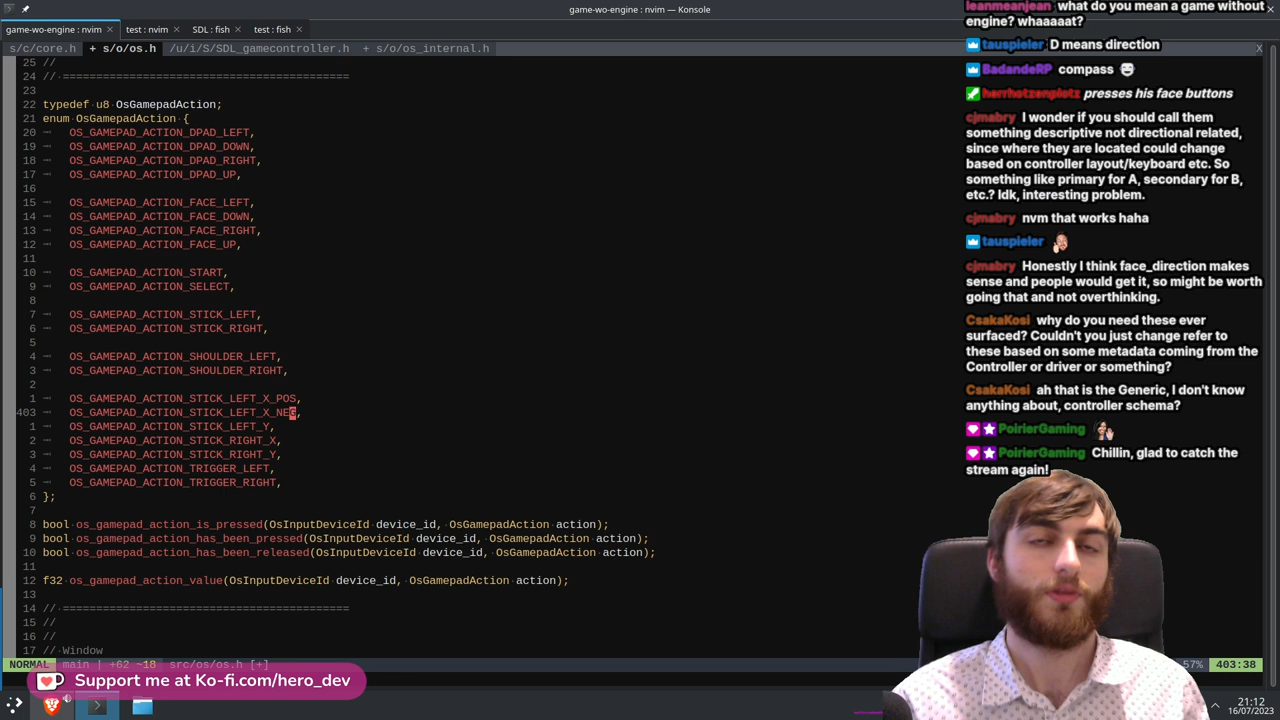 game-wo-engine : nvim — Konsole
game-wo-engine : nvim
test : nvim
SDL : fish
test : fish
s/c/core.h
+ s/o/os.h
/u/i/S/SDL_gamecontroller.h
+ s/o/os_internal.h
X
25 //
24 // ===========================================
23
22 typedef u8 OsGamepadAction;
21 enum OsGamepadAction {
20 OS_GAMEPAD_ACTION_DPAD_LEFT,
19 OS_GAMEPAD_ACTION_DPAD_DOWN,
18 OS_GAMEPAD_ACTION_DPAD_RIGHT,
17 OS_GAMEPAD_ACTION_DPAD_UP,
16
15 OS_GAMEPAD_ACTION_FACE_LEFT,
14 OS_GAMEPAD_ACTION_FACE_DOWN,
13 OS_GAMEPAD_ACTION_FACE_RIGHT,
12 OS_GAMEPAD_ACTION_FACE_UP,
11
10 OS_GAMEPAD_ACTION_START,
9 OS_GAMEPAD_ACTION_SELECT,
8
7 OS_GAMEPAD_ACTION_STICK_LEFT,
6 OS_GAMEPAD_ACTION_STICK_RIGHT,
5
4 OS_GAMEPAD_ACTION_SHOULDER_LEFT,
3 OS_GAMEPAD_ACTION_SHOULDER_RIGHT,
2
1 OS_GAMEPAD_ACTION_STICK_LEFT_X_POS,
403 OS_GAMEPAD_ACTION_STICK_LEFT_X_NEG,
1 OS_GAMEPAD_ACTION_STICK_LEFT_Y,
2 OS_GAMEPAD_ACTION_STICK_RIGHT_X,
3 OS_GAMEPAD_ACTION_STICK_RIGHT_Y,
4 OS_GAMEPAD_ACTION_TRIGGER_LEFT,
5 OS_GAMEPAD_ACTION_TRIGGER_RIGHT,
6 };
7
8 bool os_gamepad_action_is_pressed(OsInputDeviceId device_id, OsGamepadAction action);
9 bool os_gamepad_action_has_been_pressed(OsInputDeviceId device_id, OsGamepadAction action);
10 bool os_gamepad_action_has_been_released(OsInputDeviceId device_id, OsGamepadAction action);
11
12 f32 os_gamepad_action_value(OsInputDeviceId device_id, OsGamepadAction action);
13
14 // ===========================================
15 //
16 //
17 // Window
NORMAL main | +62 ~18 src/os/os.h [+]
57% 403:38
Support me at Ko-fi.com/hero_dev
21:12
16/07/2023
leanmeanjean what do you mean a game without
engine? whaaaaat?
tauspieler D means direction
BadandeRP compass
herrhotzenplotz presses his face buttons
cjmabry I wonder if you should call them
something descriptive not directional related,
since where they are located could change
based on controller layout/keyboard etc. So
something like primary for A, secondary for B,
etc.? Idk, interesting problem.
cjmabry nvm that works haha
tauspieler
cjmabry Honestly I think face_direction makes
sense and people would get it, so might be worth
going that and not overthinking.
CsakaKosi why do you need these ever
surfaced? Couldn't you just change refer to
these based on some metadata coming from the
Controller or driver or something?
CsakaKosi ah that is the Generic, I don't know
anything about, controller schema?
PoirierGaming
PoirierGaming Chillin, glad to catch the
stream again!